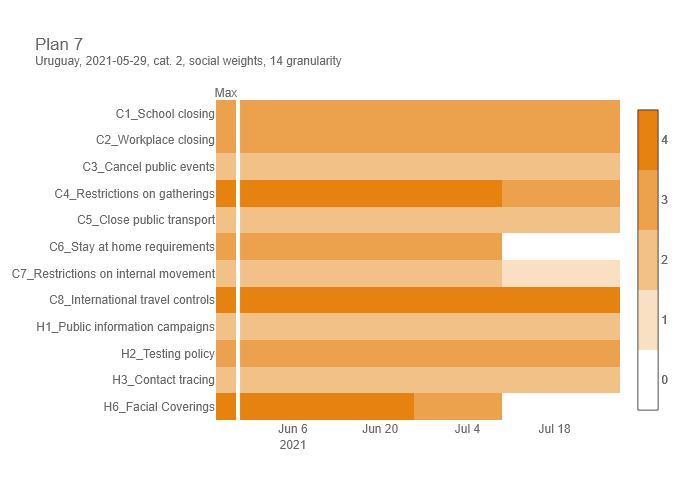 Plan 7
Uruguay, 2021-05-29, cat. 2, social weights, 14 granularity
Max
C1_School closing
C2_Workplace closing
C3_Cancel public events
C4_Restrictions on gatherings
C5_Close public transport
C6_Stay at home requirements
C7_Restrictions on internal movement
C8_International travel controls
H1_Public information campaigns
H2_Testing policy
H3_Contact tracing
H6_Facial Coverings
Jun 6 Jun 20 Jul 4 Jul 18
2021
4
3
2
1
0